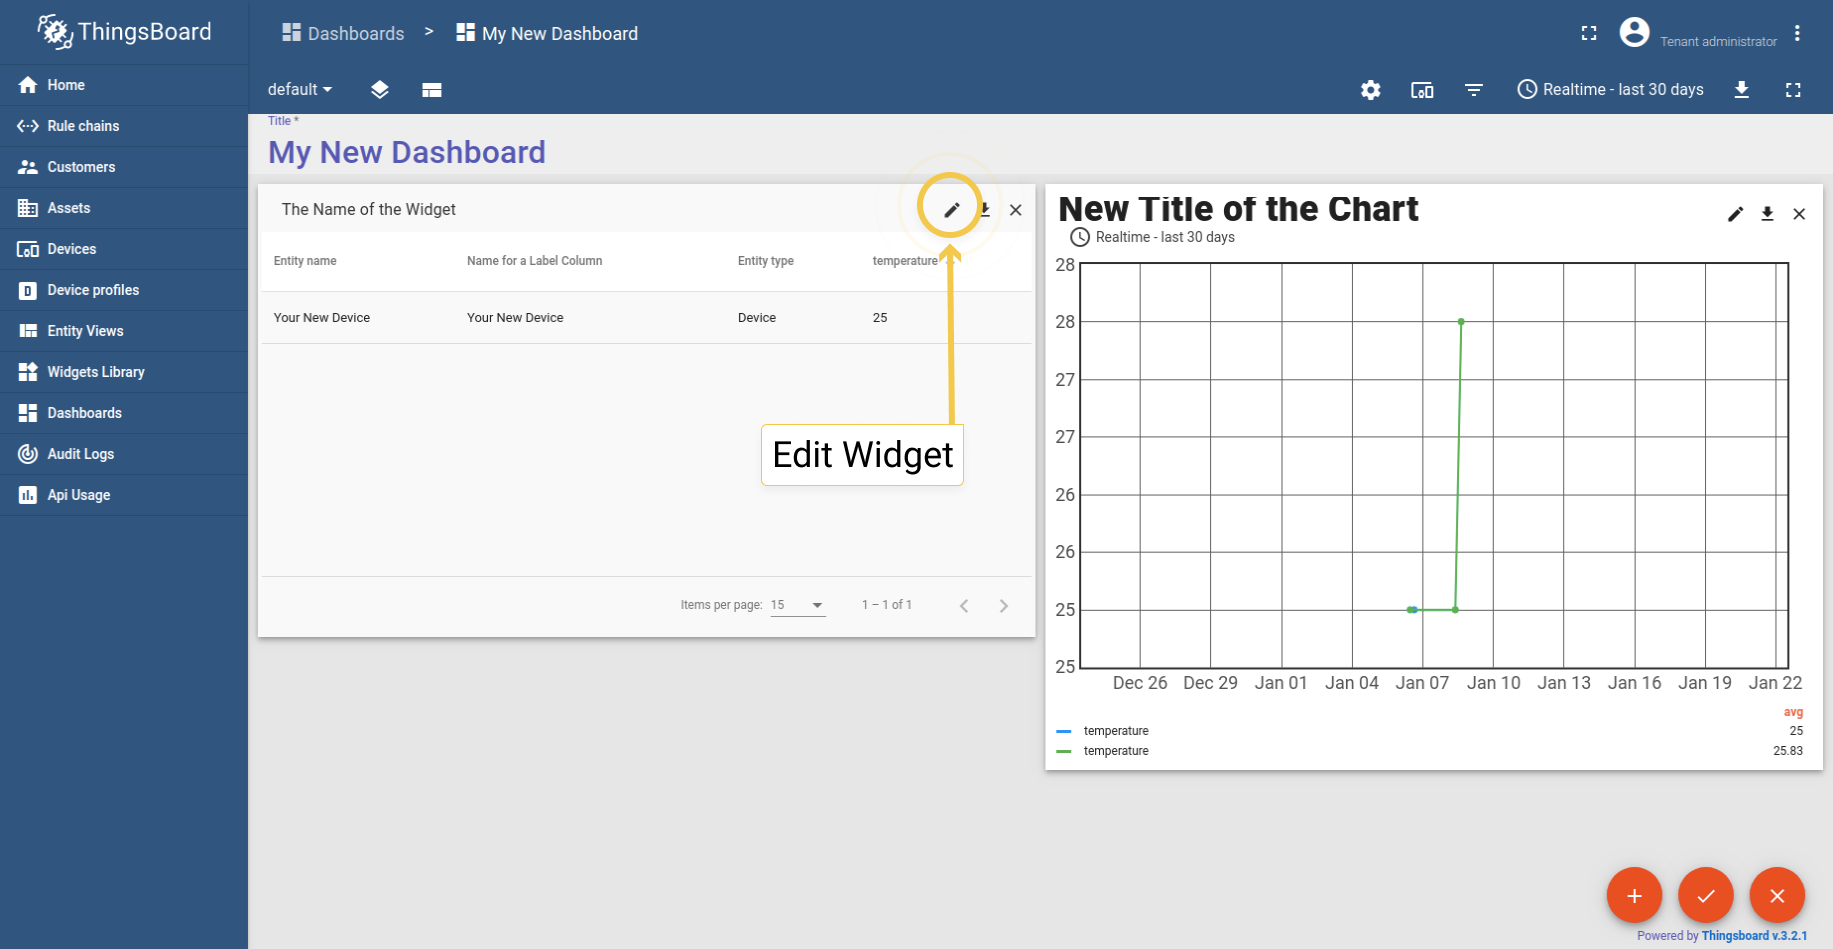 ThingsBoard
Dashboards > My New Dashboard
Tenant administrator
Home
Rule chains
Customers
Assets
Devices
Device profiles
Entity Views
Widgets Library
Dashboards
Audit Logs
Api Usage
default
Realtime - last 30 days
Title *
My New Dashboard
The Name of the Widget
Entity name Name for a Label Column Entity type temperature
Your New Device Your New Device Device 25
Edit Widget
Items per page: 15 1 – 1 of 1
New Title of the Chart
Realtime - last 30 days
28
28
27
27
26
26
25
25
Dec 26 Dec 29 Jan 01 Jan 04 Jan 07 Jan 10 Jan 13 Jan 16 Jan 19 Jan 22
avg
temperature 25
temperature 25.83
Powered by Thingsboard v.3.2.1